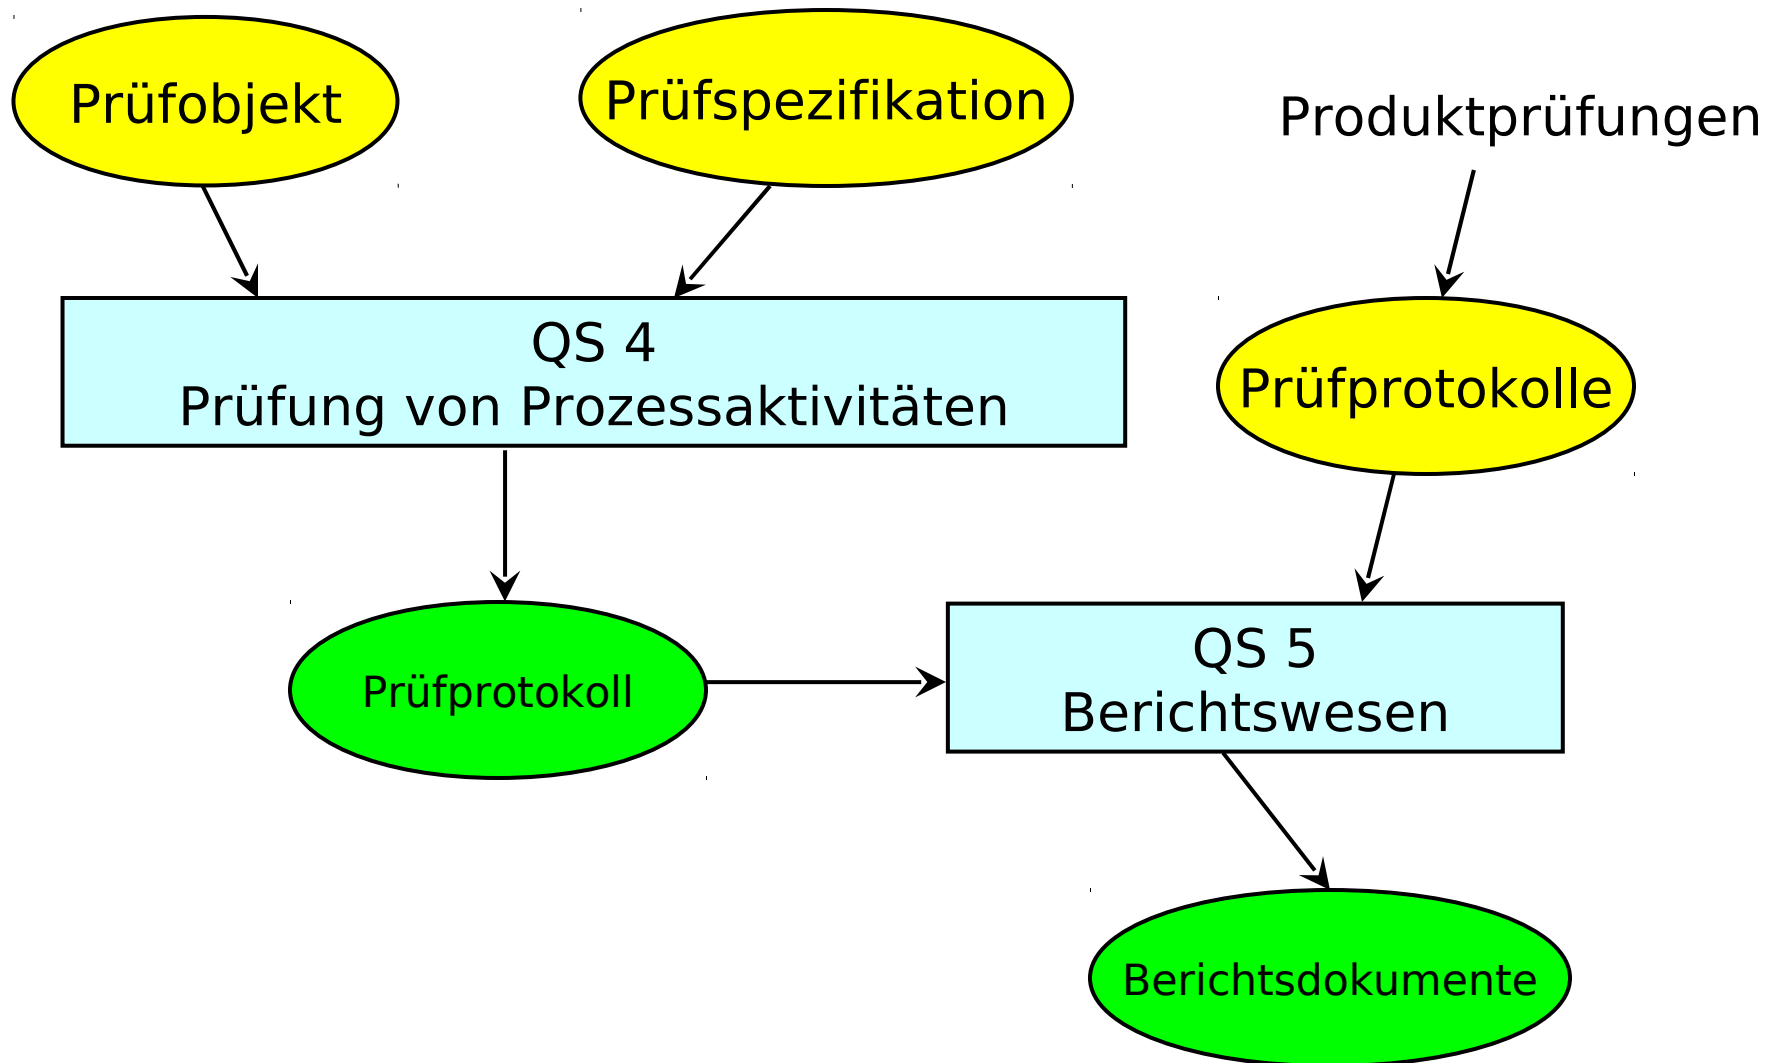 Prüfobjekt
Prüfspezifikation
Produktprüfungen
QS 4
Prüfung von Prozessaktivitäten
Prüfprotokolle
Prüfprotokoll
QS 5
Berichtswesen
Berichtsdokumente